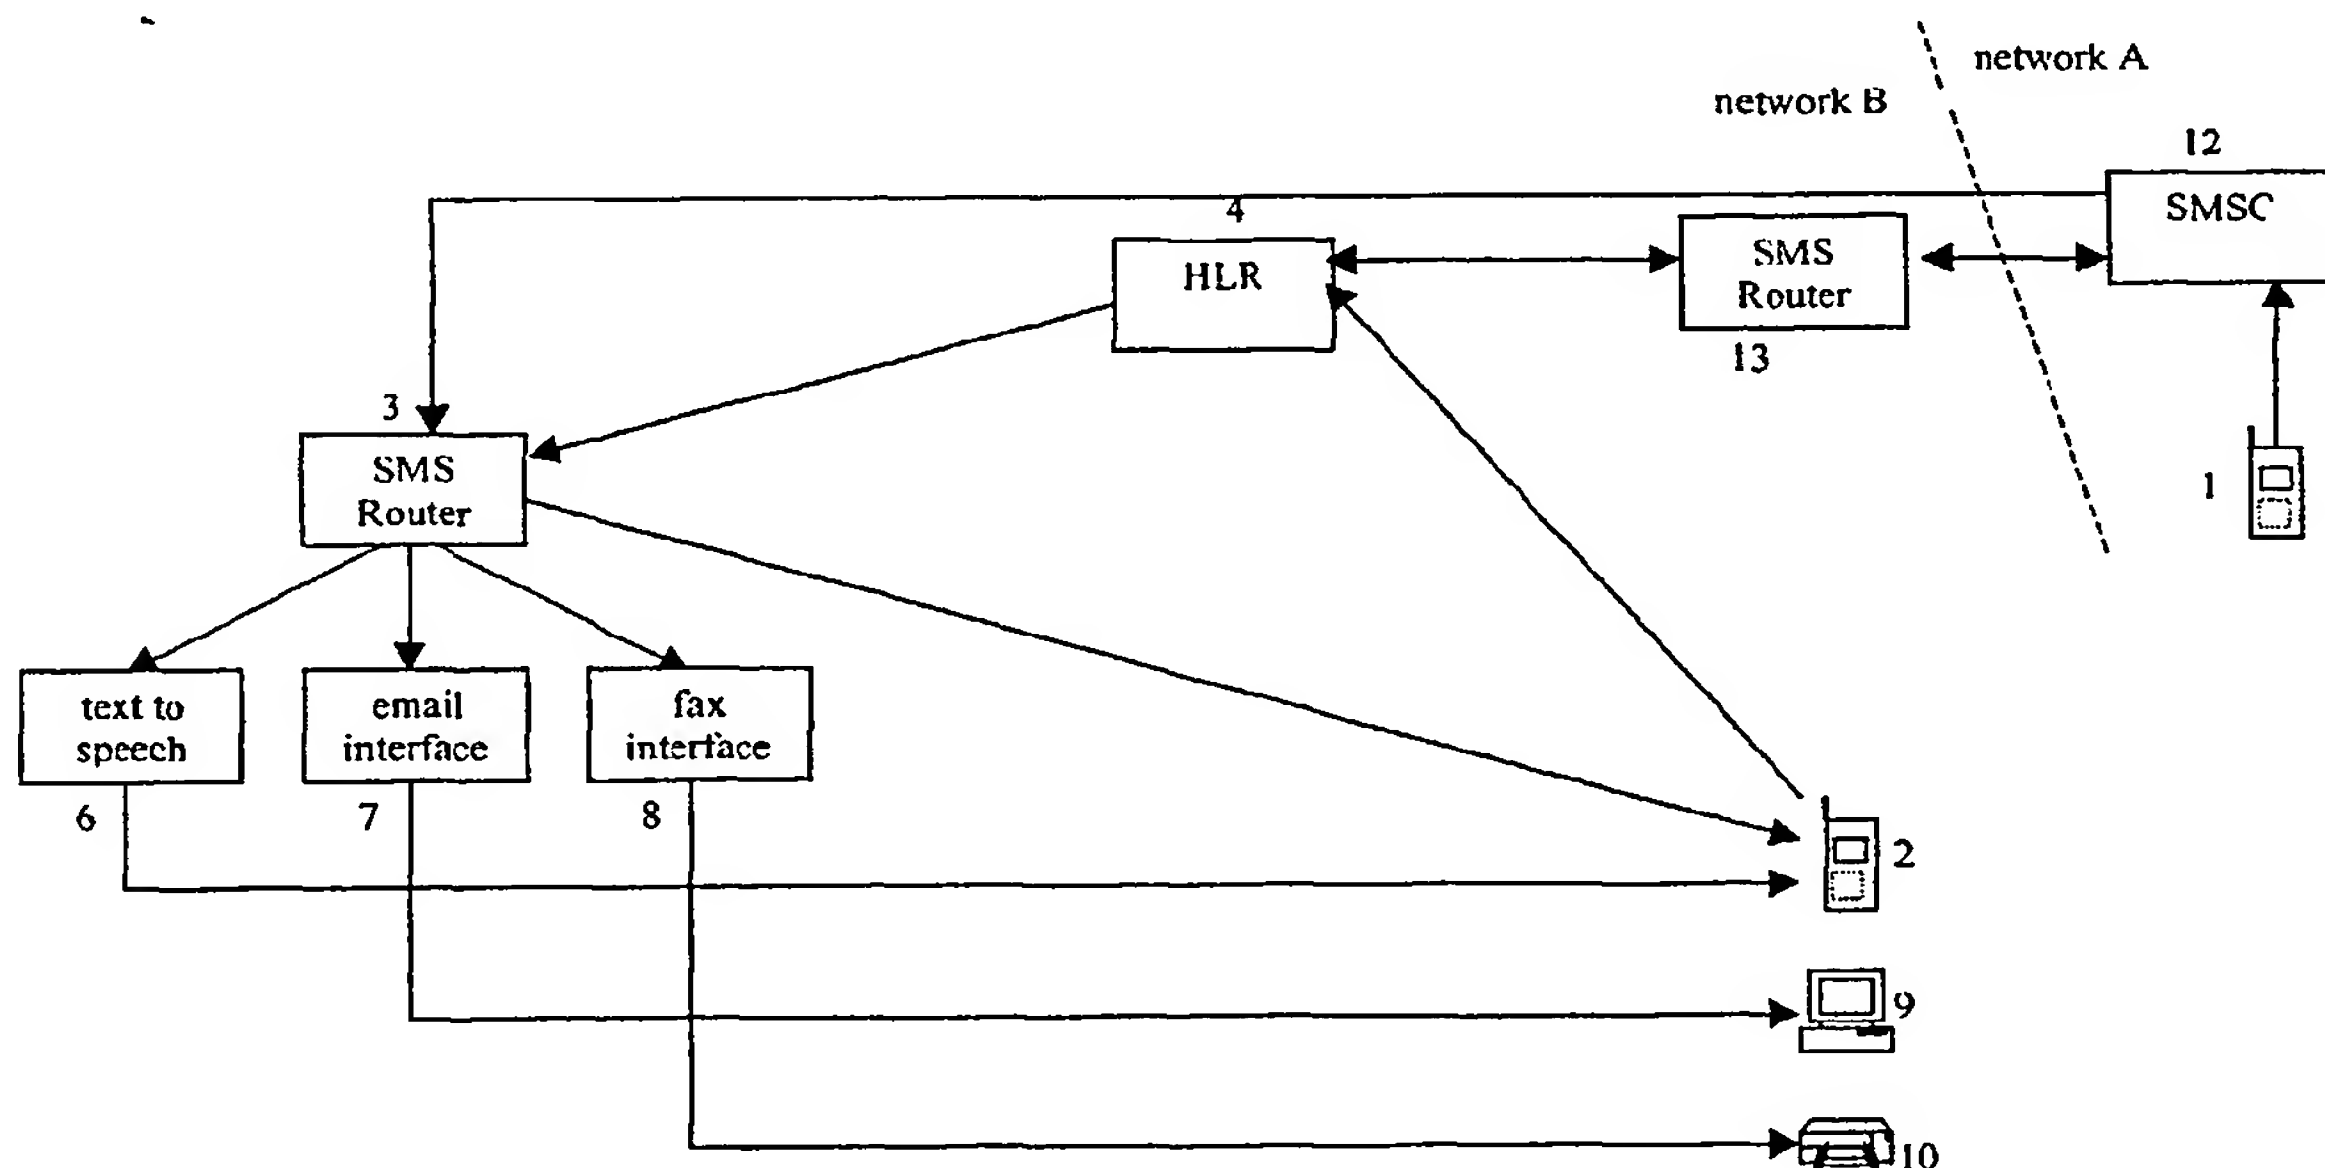 network A
network B
12
SMSC
4
HLR
SMS
Router
13
3
SMS
Router
1
text to
speech
email
interface
fax
interface
6
7
8
2
9
10